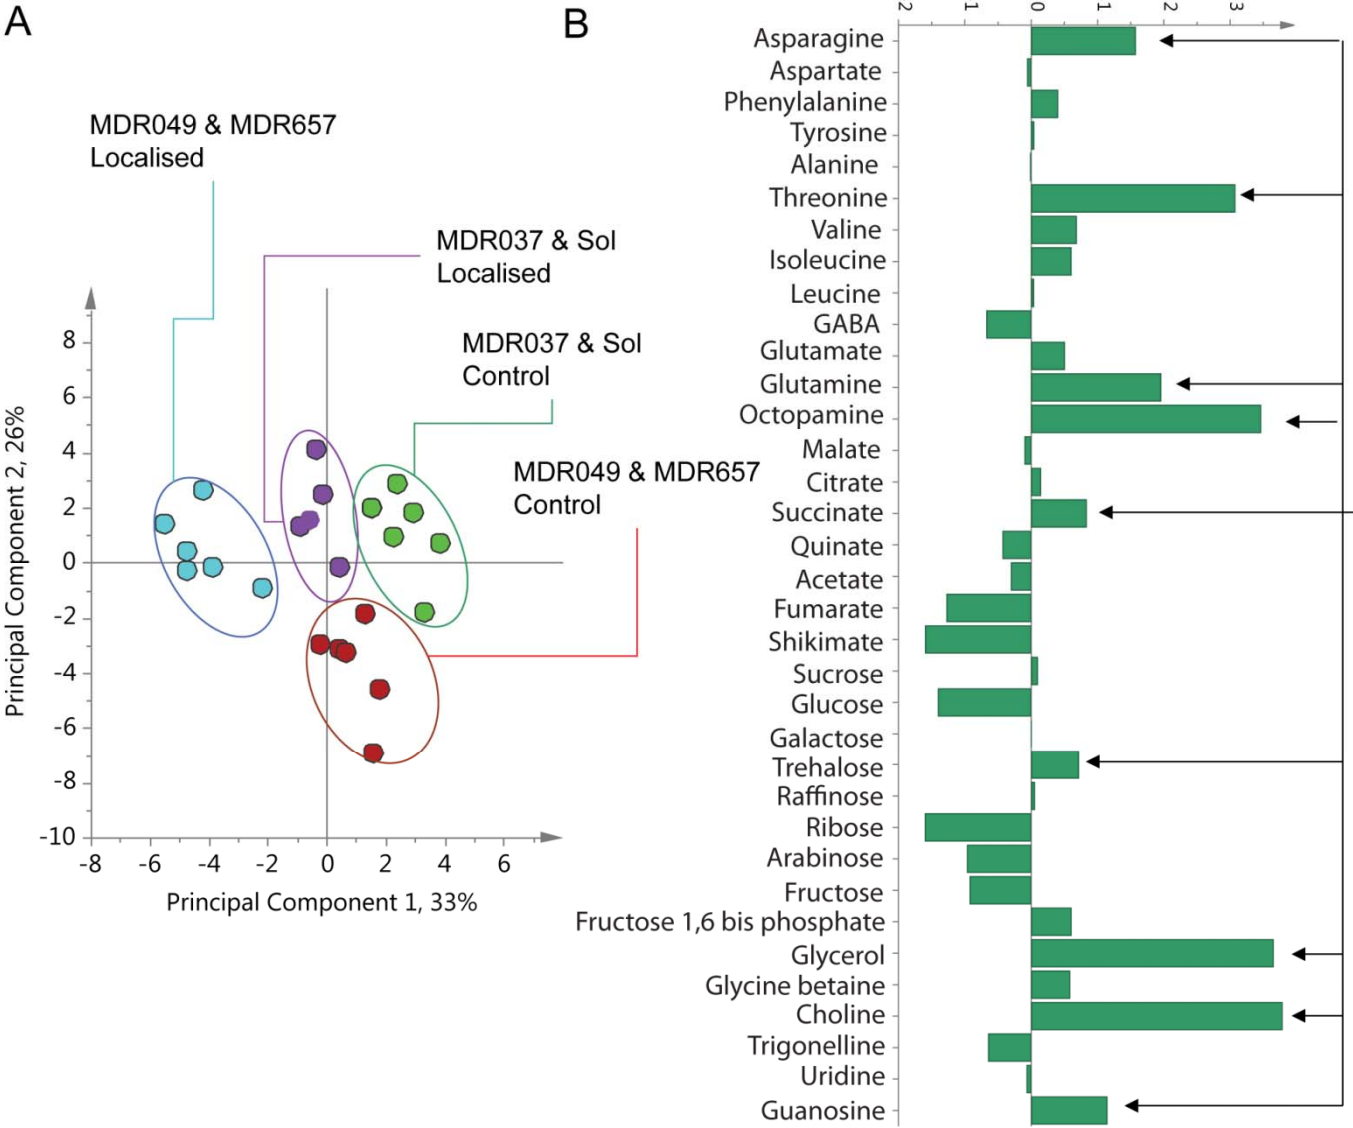 A
MDR049 & MDR657
Localised
MDR037 & Sol
Localised
MDR037 & Sol
Control
MDR049 & MDR657
Control
Principal Component 2, 26%
8
6
4
2
0
-2
-4
-6
-8
-10
-8 -6 -4 -2 0 2 4 6
Principal Component 1, 33%
B
2 1 0 1 2 3
Asparagine
Aspartate
Phenylalanine
Tyrosine
Alanine
Threonine
Valine
Isoleucine
Leucine
GABA
Glutamate
Glutamine
Octopamine
Malate
Citrate
Succinate
Quinate
Acetate
Fumarate
Shikimate
Sucrose
Glucose
Galactose
Trehalose
Raffinose
Ribose
Arabinose
Fructose
Fructose 1,6 bis phosphate
Glycerol
Glycine betaine
Choline
Trigonelline
Uridine
Guanosine